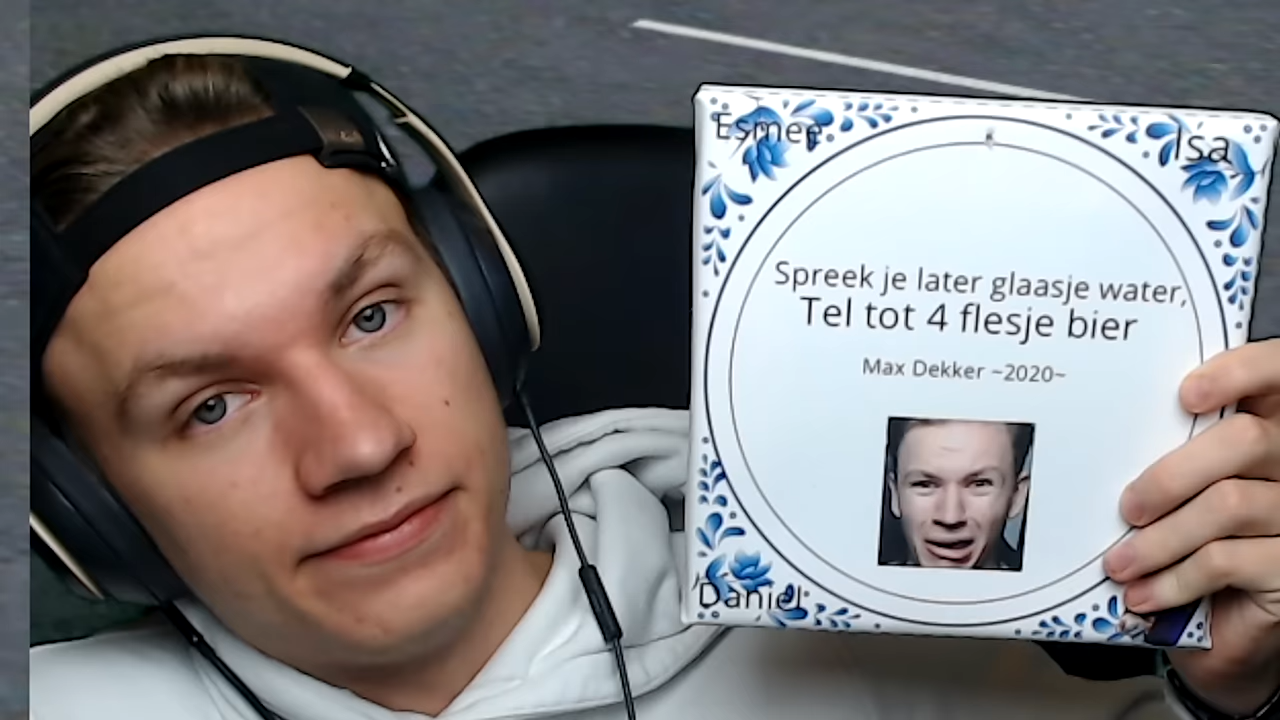 Esmee
Isa
Spreek je later glaasje water,
Tel tot 4 flesje bier
Max Dekker ~2020~
Daniel